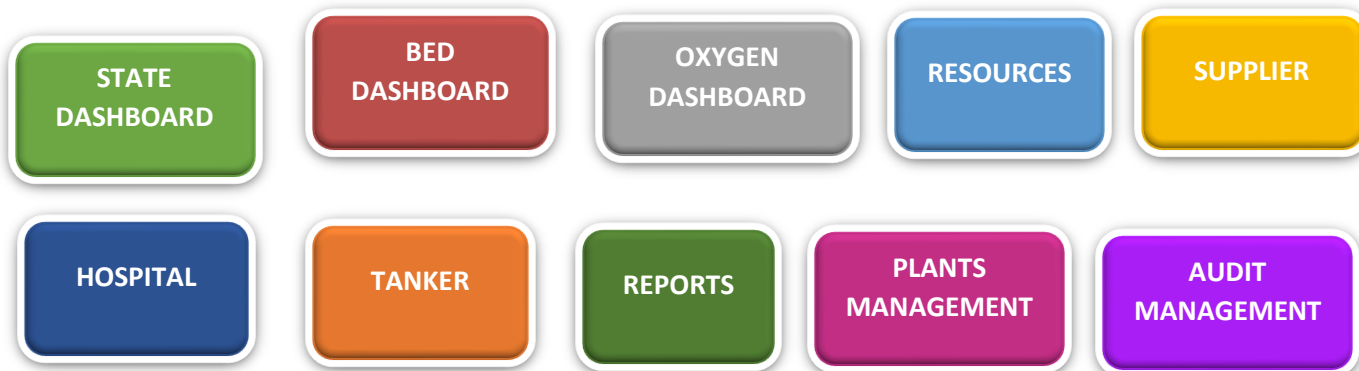 STATE
DASHBOARD
BED
DASHBOARD
OXYGEN
DASHBOARD
RESOURCES
SUPPLIER
HOSPITAL
TANKER
REPORTS
PLANTS
MANAGEMENT
AUDIT
MANAGEMENT